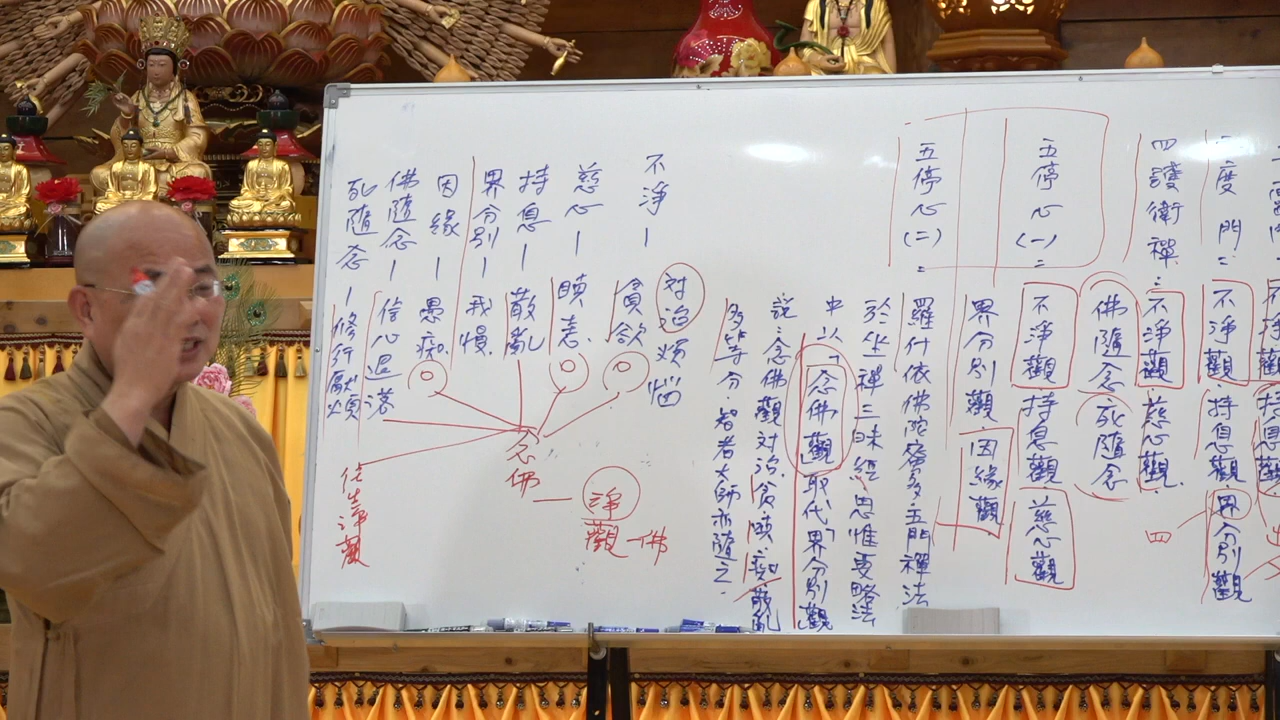 度門: 不淨觀 持息觀 界分別觀
四
四護衛禪: 不淨觀 慈心觀
佛隨念 死隨念
五停心(一): 不淨觀 持息觀 慈心觀
界分別觀 因緣觀
五停心(二): 羅什依佛陀蜜多五門禪法
於坐禪三昧經 思惟要略法
中以「念佛觀」取代「界分別觀」
說念佛觀對治貪瞋痴散亂
多等分 智者大師亦隨之
對治煩惱
不淨—貪欲
慈心—瞋恚
持息—散亂
界分別—我慢
因緣—愚痴
佛隨念—信心退落
死隨念—修行厭煩
念佛—淨觀—佛
往生淨觀